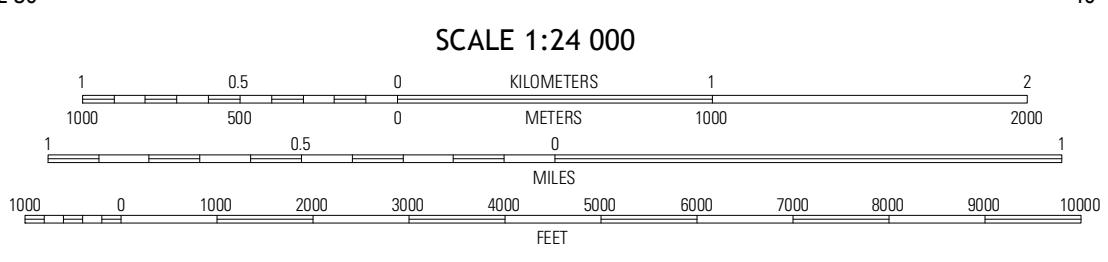 SCALE 1:24 000
1 0.5 0 KILOMETERS 1 2
1000 500 0 METERS 1000 2000
1 0.5 0 1
MILES
1000 0 1000 2000 3000 4000 5000 6000 7000 8000 9000 10000
FEET